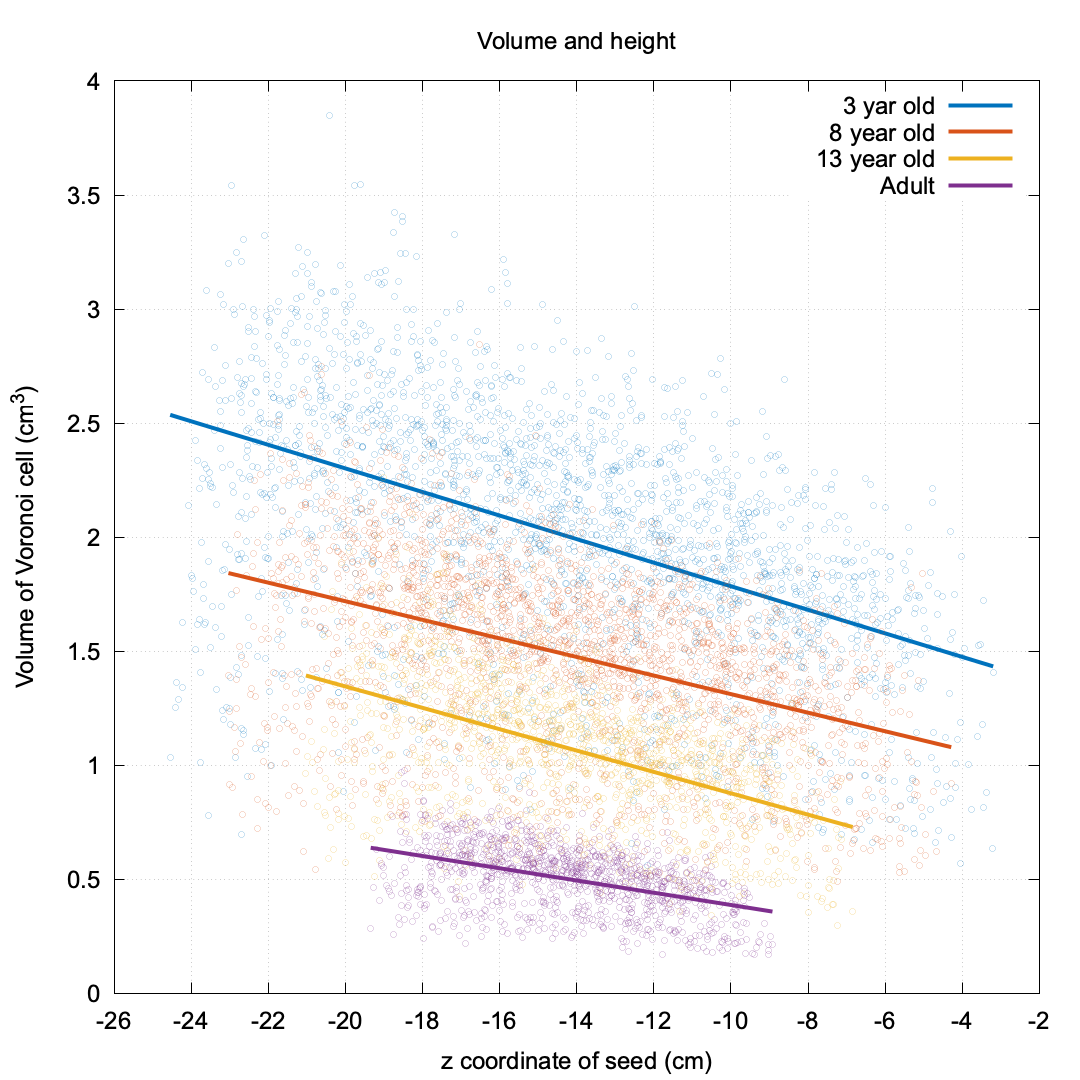 Volume and height
3 yar old
8 year old
13 year old
Adult
4
3.5
3
2.5
2
1.5
1
0.5
0
Volume of Voronoi cell (cm³)
-26 -24 -22 -20 -18 -16 -14 -12 -10 -8 -6 -4 -2
z coordinate of seed (cm)